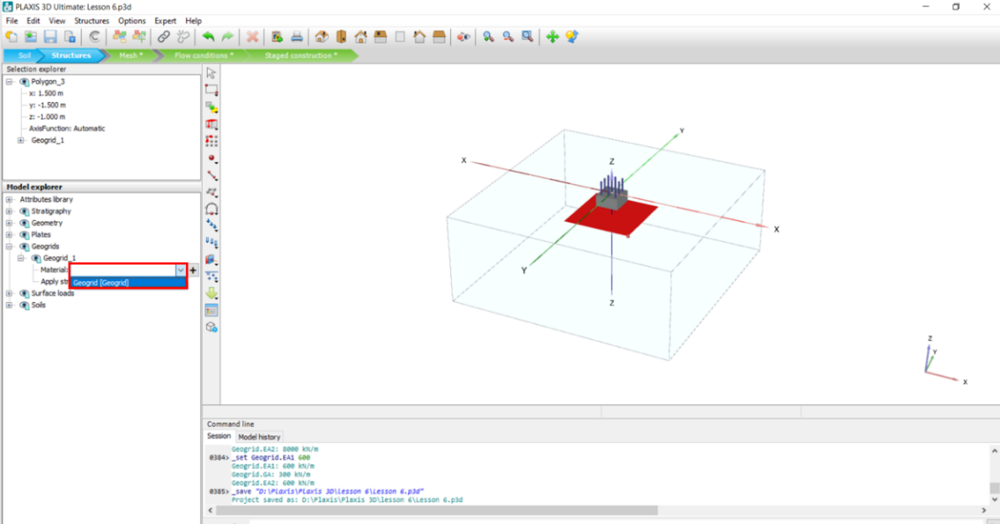 PLAXIS 3D Ultimate: Lesson 6.p3d
File Edit View Structures Options Expert Help
Soil Structures Mesh * Flow conditions * Staged construction *
Selection explorer
Polygon_3
x: 1.500 m
y: -1.500 m
z: -1.000 m
AxisFunction: Automatic
Geogrid_1
Model explorer
Attributes library
Stratigraphy
Geometry
Plates
Geogrids
Geogrid_1
Material:
Geogrid [Geogrid]
Apply str
Surface loads
Soils
Y
X
Z
X
Y
Z
Z
Y
X
Command line
Session Model history
Geogrid.EA2: 8000 kN/m
0384> _set Geogrid.EA1 600
Geogrid.EA1: 600 kN/m
Geogrid.GA: 300 kN/m
Geogrid.EA2: 600 kN/m
0385> _save "D:\Plaxis\Plaxis 3D\lesson 6\Lesson 6.p3d"
Project saved as: D:\Plaxis\Plaxis 3D\lesson 6\Lesson 6.p3d